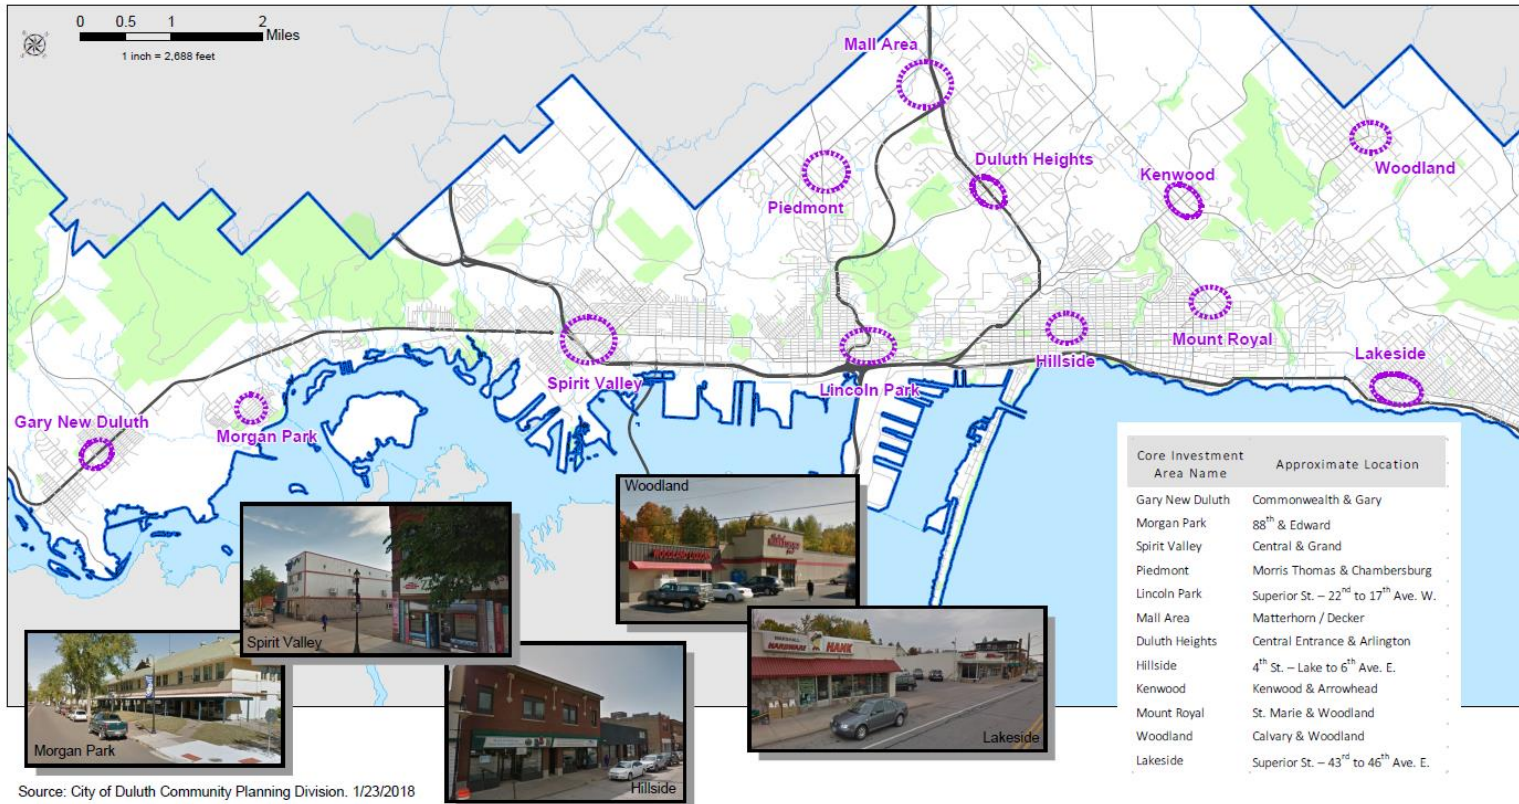 0 0.5 1 2
Miles
1 inch = 2,688 feet
Mall Area
Duluth Heights
Piedmont
Kenwood
Woodland
Mount Royal
Hillside
Lakeside
Lincoln Park
Spirit Valley
Morgan Park
Gary New Duluth
Core Investment
Area Name
Approximate Location
Gary New Duluth Commonwealth & Gary
Morgan Park 88th & Edward
Spirit Valley Central & Grand
Piedmont Morris Thomas & Chambersburg
Lincoln Park Superior St. – 22nd to 17th Ave. W.
Mall Area Matterhorn / Decker
Duluth Heights Central Entrance & Arlington
Hillside 4th St. – Lake to 6th Ave. E.
Kenwood Kenwood & Arrowhead
Mount Royal St. Marie & Woodland
Woodland Calvary & Woodland
Lakeside Superior St. – 43rd to 46th Ave. E.
Woodland
WOODLAND LIQUOR
Spirit Valley
MARSHALL
HARDWARE
HANK
Lakeside
Morgan Park
Hillside
Source: City of Duluth Community Planning Division. 1/23/2018